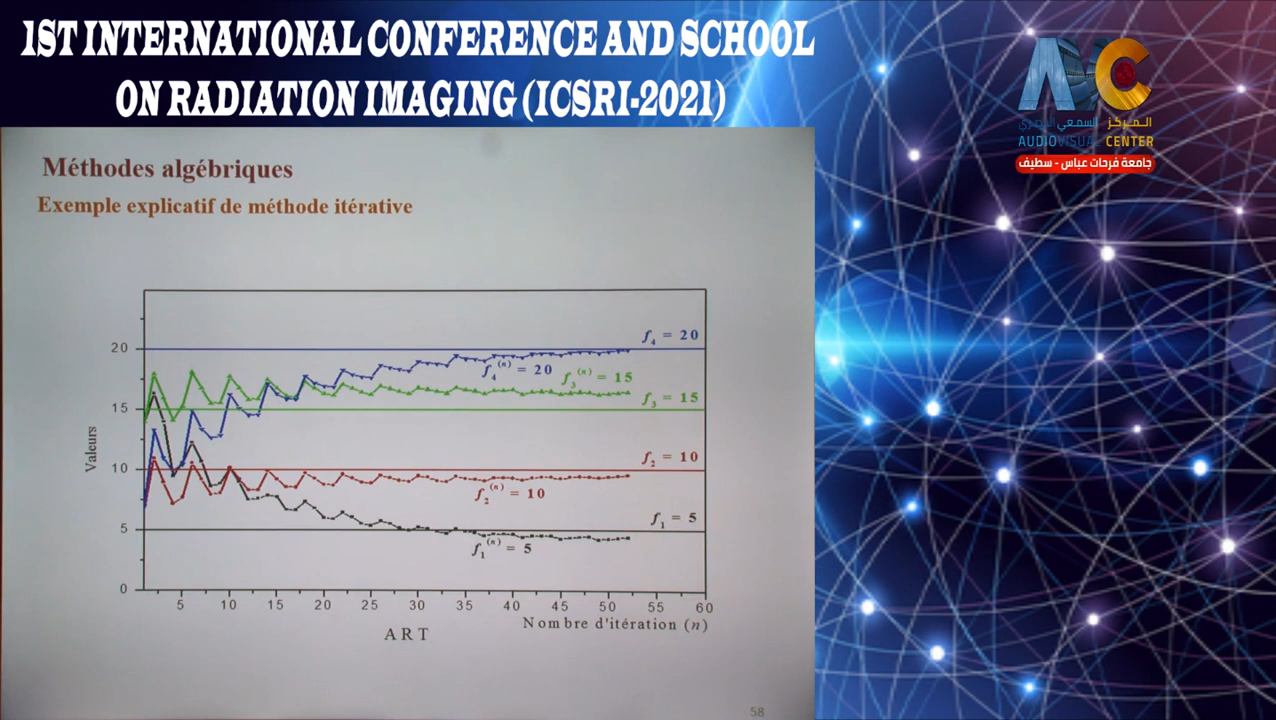 1ST INTERNATIONAL CONFERENCE AND SCHOOL
ON RADIATION IMAGING (ICSRI-2021)
المركز السمعي البصري
AUDIOVISUAL CENTER
جامعة فرحات عباس - سطيف
Méthodes algébriques
Exemple explicatif de méthode itérative
Valeurs
20
15
10
5
0
f₄ = 20
f₄⁽ⁿ⁾ = 20
f₃⁽ⁿ⁾ = 15
f₃ = 15
f₂ = 10
f₂⁽ⁿ⁾ = 10
f₁ = 5
f₁⁽ⁿ⁾ = 5
5 10 15 20 25 30 35 40 45 50 55 60
Nombre d'itération (n)
ART
58